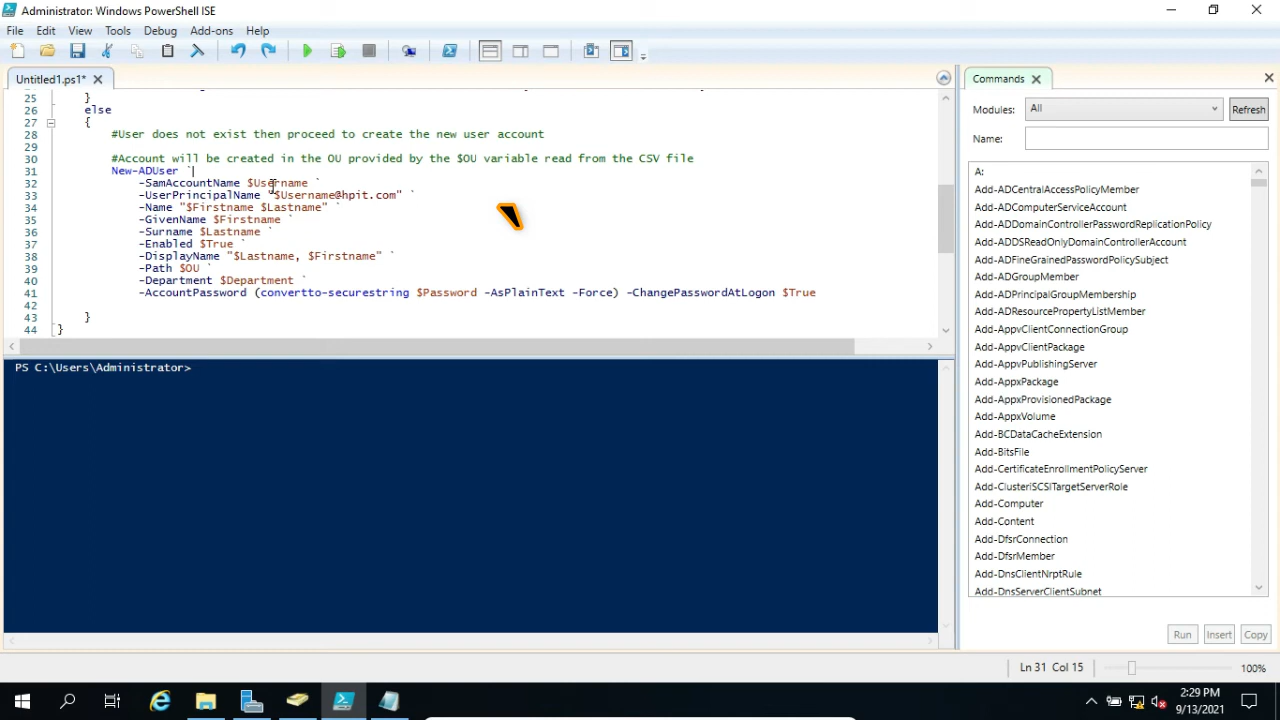 Administrator: Windows PowerShell ISE
File Edit View Tools Debug Add-ons Help
Untitled1.ps1*
25 }
26 else
27 {
28 #User does not exist then proceed to create the new user account
29
30 #Account will be created in the OU provided by the $OU variable read from the CSV file
31 New-ADUser `
32 -SamAccountName $Username `
33 -UserPrincipalName "$Username@hpit.com" `
34 -Name "$Firstname $Lastname" `
35 -GivenName $Firstname `
36 -Surname $Lastname `
37 -Enabled $True `
38 -DisplayName "$Lastname, $Firstname" `
39 -Path $OU `
40 -Department $Department `
41 -AccountPassword (convertto-securestring $Password -AsPlainText -Force) -ChangePasswordAtLogon $True
42
43 }
44 }
PS C:\Users\Administrator>
Commands
Modules: All Refresh
Name:
A:
Add-ADCentralAccessPolicyMember
Add-ADComputerServiceAccount
Add-ADDomainControllerPasswordReplicationPolicy
Add-ADDSReadOnlyDomainControllerAccount
Add-ADFineGrainedPasswordPolicySubject
Add-ADGroupMember
Add-ADPrincipalGroupMembership
Add-ADResourcePropertyListMember
Add-AppvClientConnectionGroup
Add-AppvClientPackage
Add-AppvPublishingServer
Add-AppxPackage
Add-AppxProvisionedPackage
Add-AppxVolume
Add-BCDataCacheExtension
Add-BitsFile
Add-CertificateEnrollmentPolicyServer
Add-ClusteriSCSITargetServerRole
Add-Computer
Add-Content
Add-DfsrConnection
Add-DfsrMember
Add-DnsClientNrptRule
Add-DnsServerClientSubnet
Run Insert Copy
Ln 31 Col 15 100%
2:29 PM
9/13/2021